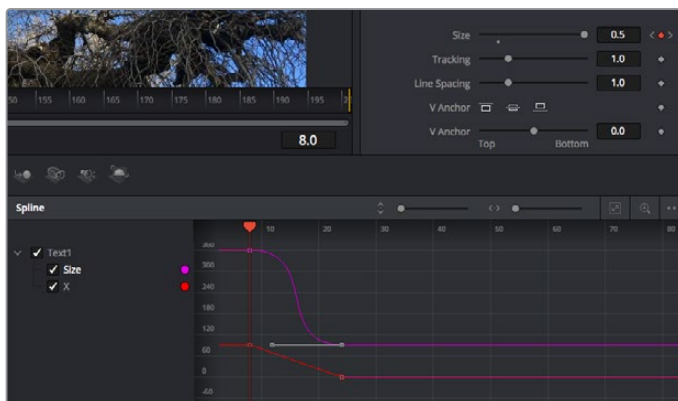 Size 0.5
Tracking 1.0
Line Spacing 1.0
V Anchor
V Anchor 0.0
Top Bottom
150 155 160 165 170 175 180 185 190 195
8.0
Spline
10 20 30 40 50 60 70 80
Text1
Size
X
360
300
240
180
120
60
0
-60